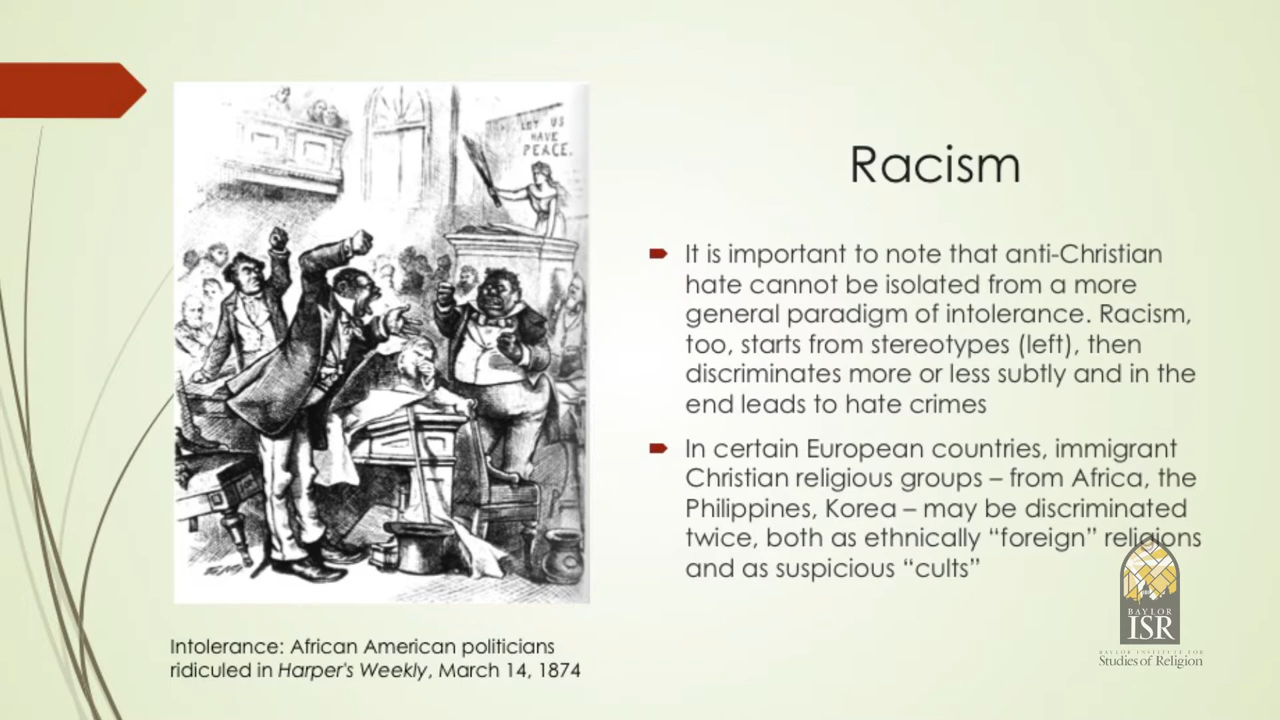 LET US
HAVE
PEACE.
Racism
It is important to note that anti-Christian
hate cannot be isolated from a more
general paradigm of intolerance. Racism,
too, starts from stereotypes (left), then
discriminates more or less subtly and in the
end leads to hate crimes
In certain European countries, immigrant
Christian religious groups – from Africa, the
Philippines, Korea – may be discriminated
twice, both as ethnically “foreign” religions
and as suspicious “cults”
Intolerance: African American politicians
ridiculed in Harper's Weekly, March 14, 1874
BAYLOR
ISR
BAYLOR INSTITUTE FOR
Studies of Religion